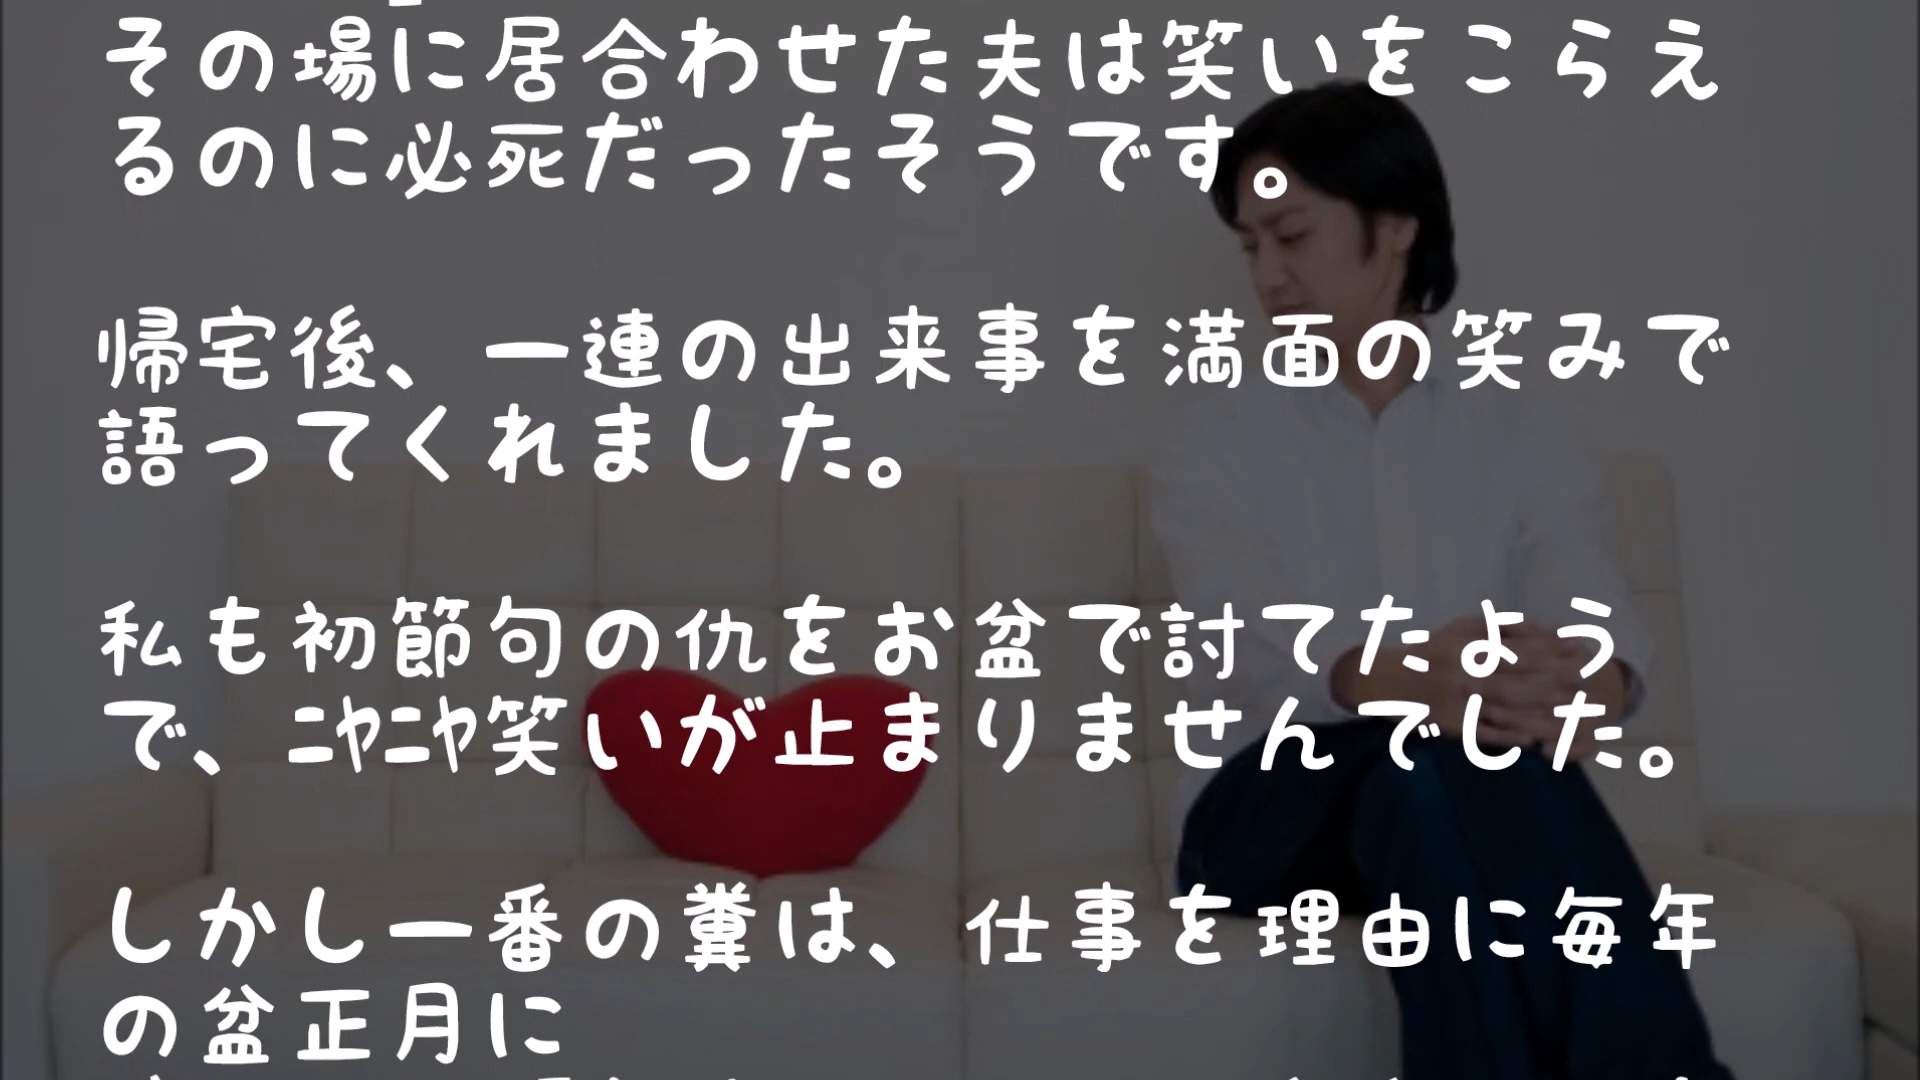 その場に居合わせた夫は笑いをこらえ
るのに必死だったそうです。
帰宅後、一連の出来事を満面の笑みで
語ってくれました。
私も初節句の仇をお盆で討てたよう
で、ﾆﾔﾆﾔ笑いが止まりませんでした。
しかし一番の糞は、仕事を理由に毎年
の盆正月に